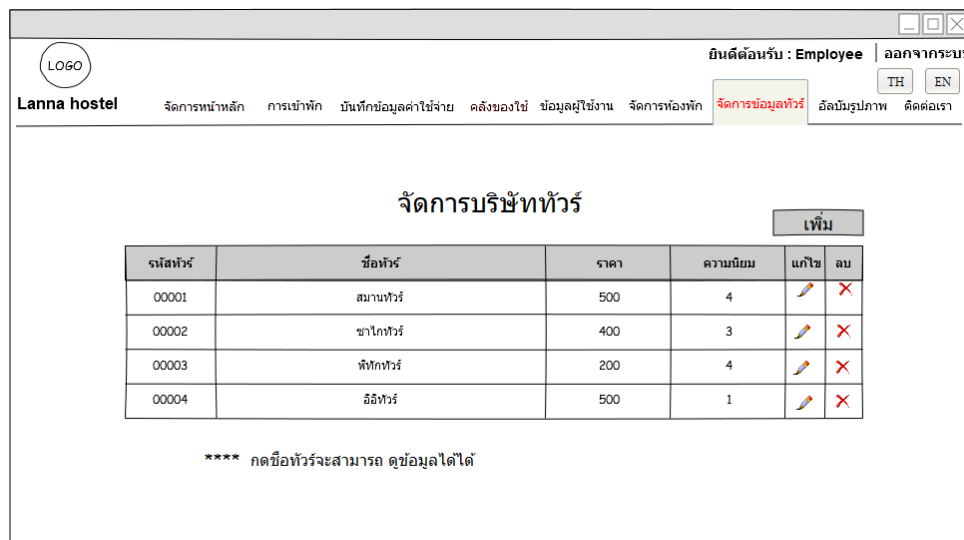 LOGO
ยินดีต้อนรับ : Employee ออกจากระบบ
TH EN
Lanna hostel จัดการหน้าหลัก การเข้าพัก บันทึกข้อมูลค่าใช้จ่าย คลังของใช้ ข้อมูลผู้ใช้งาน จัดการห้องพัก จัดการข้อมูลทัวร์ อัลบัมรูปภาพ ติดต่อเรา
จัดการบริษัททัวร์
เพิ่ม
รหัสทัวร์ ชื่อทัวร์ ราคา ความนิยม แก้ไข ลบ
00001 สมานทัวร์ 500 4
00002 ซาไกทัวร์ 400 3
00003 พิทักทัวร์ 200 4
00004 อิอิทัวร์ 500 1
**** กดชื่อทัวร์จะสามารถ ดูข้อมูลได้ได้